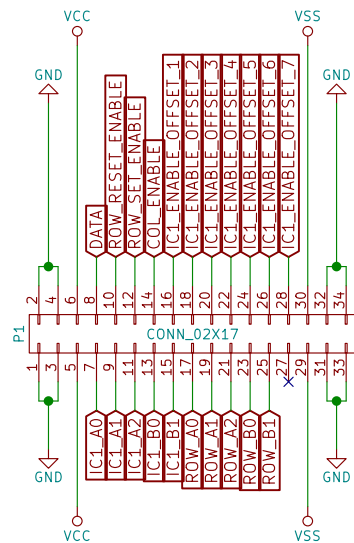 VCC
VSS
GND
GND
DATA
ROW_RESET_ENABLE
ROW_SET_ENABLE
COL_ENABLE
IC1_ENABLE_OFFSET_1
IC1_ENABLE_OFFSET_2
IC1_ENABLE_OFFSET_3
IC1_ENABLE_OFFSET_4
IC1_ENABLE_OFFSET_5
IC1_ENABLE_OFFSET_6
IC1_ENABLE_OFFSET_7
2 4 6 8 10 12 14 16 18 20 22 24 26 28 30 32 34
P1
CONN_02X17
1 3 5 7 9 11 13 15 17 19 21 23 25 27 29 31 33
IC1_A0
IC1_A1
IC1_A2
IC1_B0
IC1_B1
ROW_A0
ROW_A1
ROW_A2
ROW_B0
ROW_B1
GND
GND
VCC
VSS